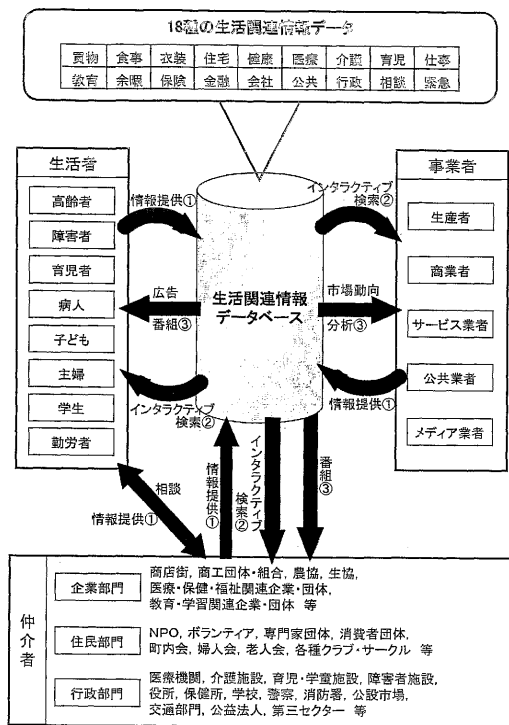 18種の生活関連情報データ
買物 食事 衣装 住宅 健康 医療 介護 育児 仕事
教育 余暇 保険 金融 会社 公共 行政 相談 緊急
生活者
高齢者
障害者
育児者
病人
子ども
主婦
学生
勤労者
情報提供①
広告
番組③
インタラクティブ
検索②
生活関連情報
データベース
インタラクティブ
検索②
市場動向
分析③
情報提供①
事業者
生産者
商業者
サービス業者
公共業者
メディア業者
相談
情報提供①
情報提供①
インタラクティブ
検索②
番組③
仲介者
企業部門
商店街, 商工団体・組合, 農協, 生協,
医療・保健・福祉関連企業・団体,
教育・学習関連企業・団体 等
住民部門
NPO, ボランティア, 専門家団体, 消費者団体,
町内会, 婦人会, 老人会, 各種クラブ・サークル 等
行政部門
医療機関, 介護施設, 育児・学童施設, 障害者施設,
役所, 保健所, 学校, 警察, 消防署, 公設市場,
交通部門, 公益法人, 第三セクター 等